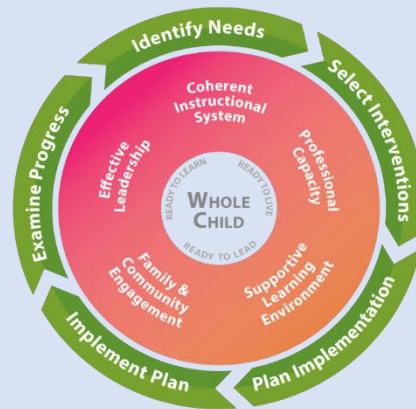 Identify Needs
Select Interventions
Plan Implementation
Implement Plan
Examine Progress
Coherent
Instructional
System
Professional
Capacity
Supportive
Learning
Environment
Family &
Community
Engagement
Effective
Leadership
READY TO LEARN
READY TO LIVE
READY TO LEAD
WHOLE
CHILD